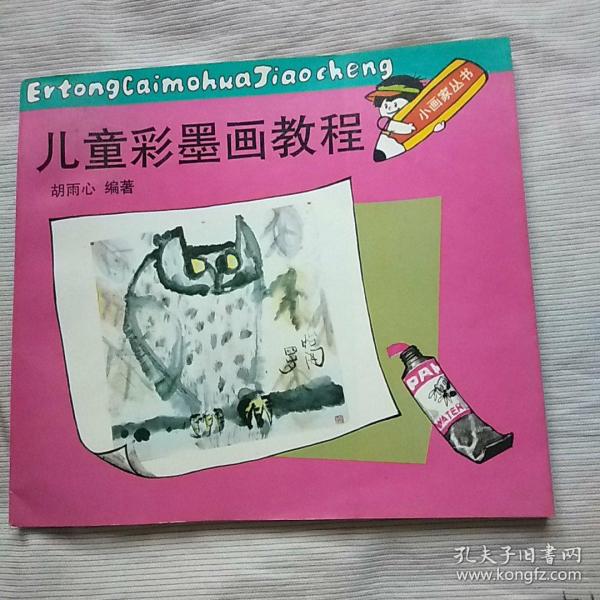 ErtongCaimohuaJiaocheng
小画家丛书
儿童彩墨画教程
胡雨心 编著
WATER
孔夫子旧书网
www.kongfz.com